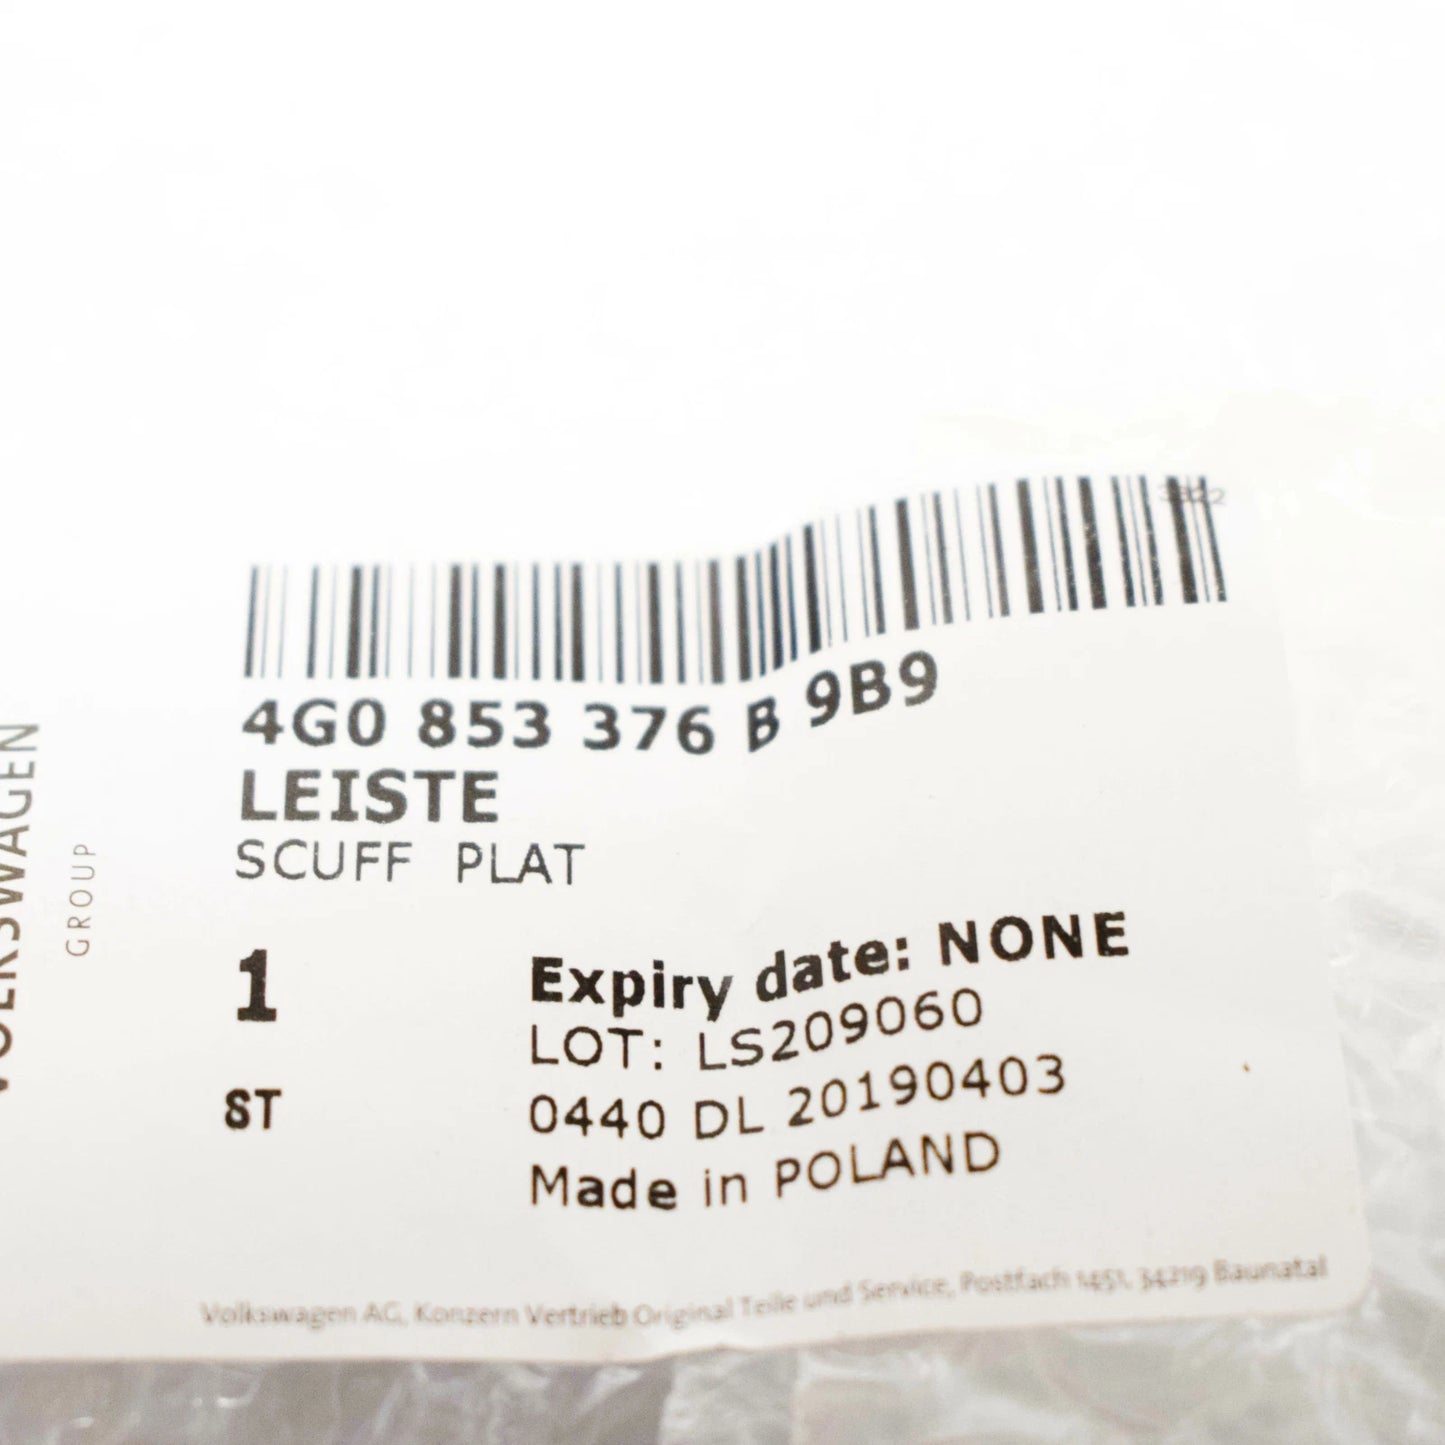 4G0 853 376 B 9B9
LEISTE
SCUFF PLAT
1
ST
Expiry date: NONE
LOT: LS209060
0440 DL 20190403
Made in POLAND
Volkswagen AG, Konzern Vertrieb Original Teile und Service, Postfach 1451, 34219 Baunatal
VOLKSWAGEN
GROUP